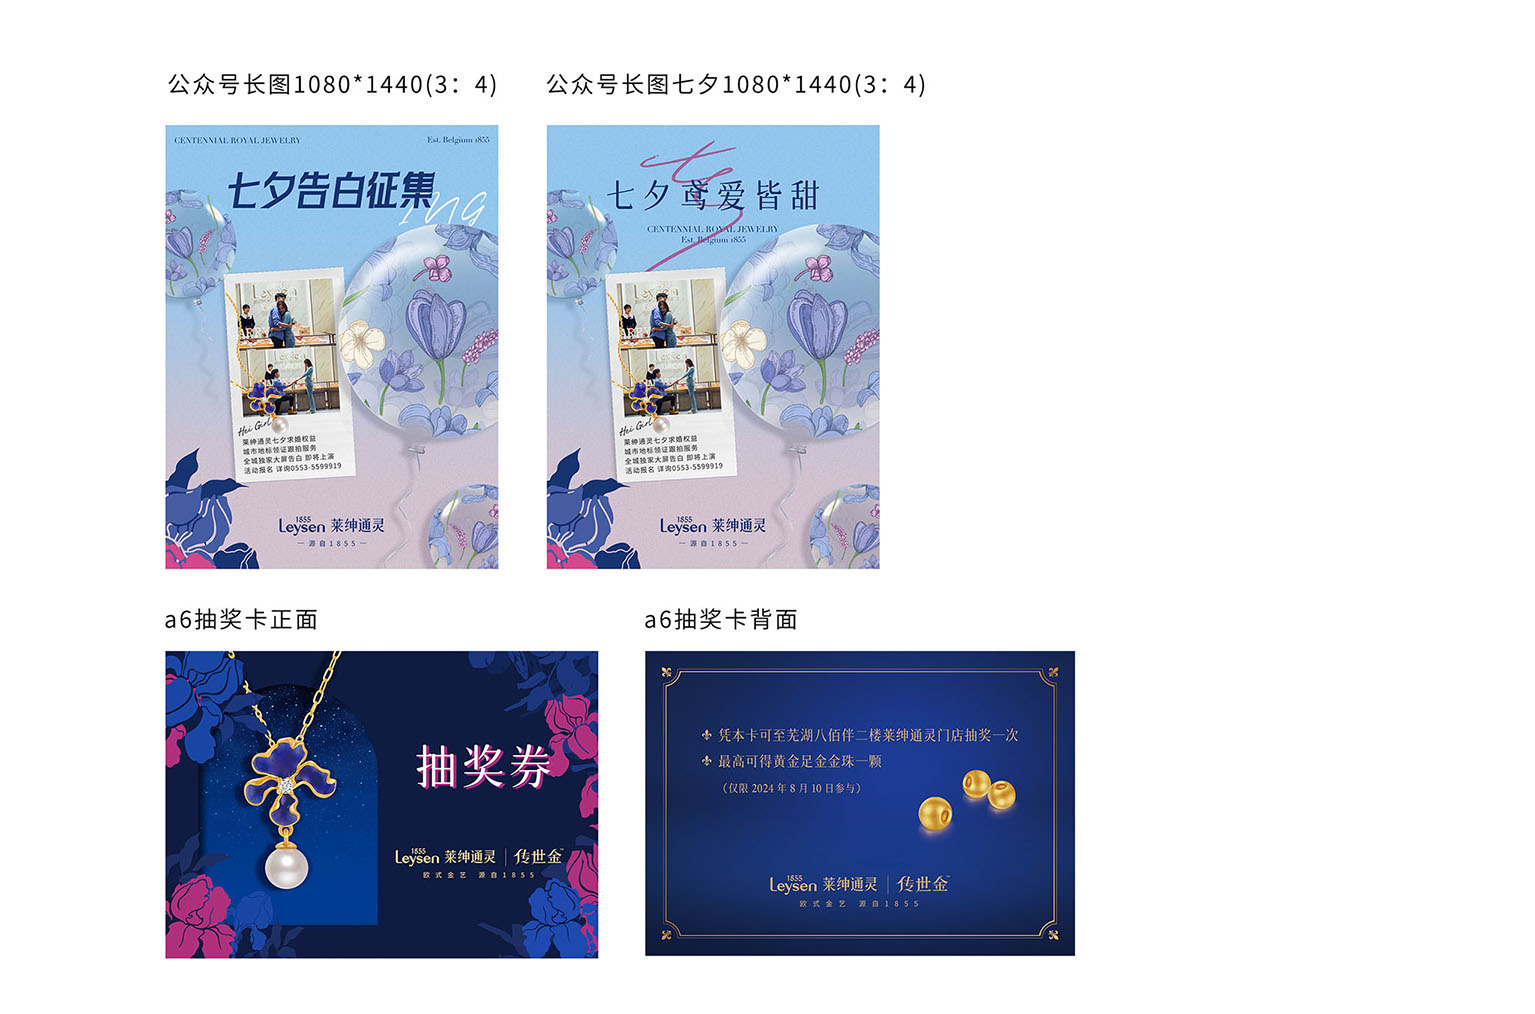 公众号长图1080*1440(3：4)
公众号长图七夕1080*1440(3：4)
CENTENNIAL ROYAL JEWELRY
Est. Belgium 1855
七夕告白征集
ING
Leysen
Leysen
Hei Girl
莱绅通灵七夕求婚权益
城市地标领证跟拍服务
全城独家大屏告白 即将上演
活动报名 详询0553-5599919
1855
Leysen 莱绅通灵
— 源自1855 —
七夕鸢爱皆甜
七夕
CENTENNIAL ROYAL JEWELRY
Est. Belgium 1855
Leysen
Leysen
Hei Girl
莱绅通灵七夕求婚权益
城市地标领证跟拍服务
全城独家大屏告白 即将上演
活动报名 详询0553-5599919
1855
Leysen 莱绅通灵
— 源自1855 —
a6抽奖卡正面
a6抽奖卡背面
抽奖券
1855
Leysen 莱绅通灵 | 传世金™
欧式金艺 源自1855
凭本卡可至芜湖八佰伴二楼莱绅通灵门店抽奖一次
最高可得黄金足金金珠一颗
（仅限 2024 年 8 月 10 日参与）
1855
Leysen 莱绅通灵 | 传世金™
欧式金艺 源自1855